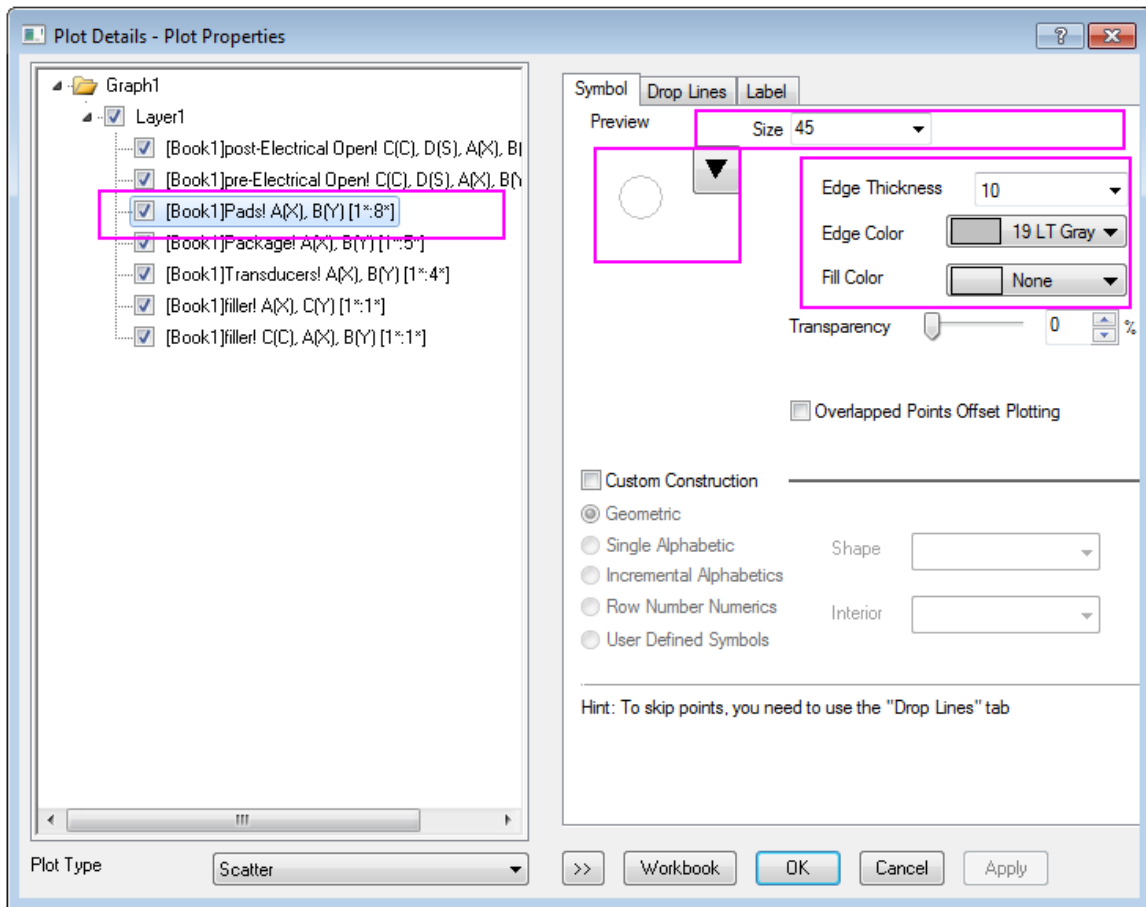 Plot Details - Plot Properties
Graph1
Layer1
[Book1]post-Electrical Open! C(C), D(S), A(X), B(
[Book1]pre-Electrical Open! C(C), D(S), A(X), B(Y
[Book1]Pads! A(X), B(Y) [1*:8*]
[Book1]Package! A(X), B(Y) [1*:5*]
[Book1]Transducers! A(X), B(Y) [1*:4*]
[Book1]filler! A(X), C(Y) [1*:1*]
[Book1]filler! C(C), A(X), B(Y) [1*:1*]
Plot Type
Scatter
Symbol
Drop Lines
Label
Preview
Size 45
Edge Thickness 10
Edge Color 19 LT Gray
Fill Color None
Transparency 0 %
Overlapped Points Offset Plotting
Custom Construction
Geometric
Single Alphabetic
Incremental Alphabetics
Row Number Numerics
User Defined Symbols
Shape
Interior
Hint: To skip points, you need to use the "Drop Lines" tab
>>
Workbook
OK
Cancel
Apply